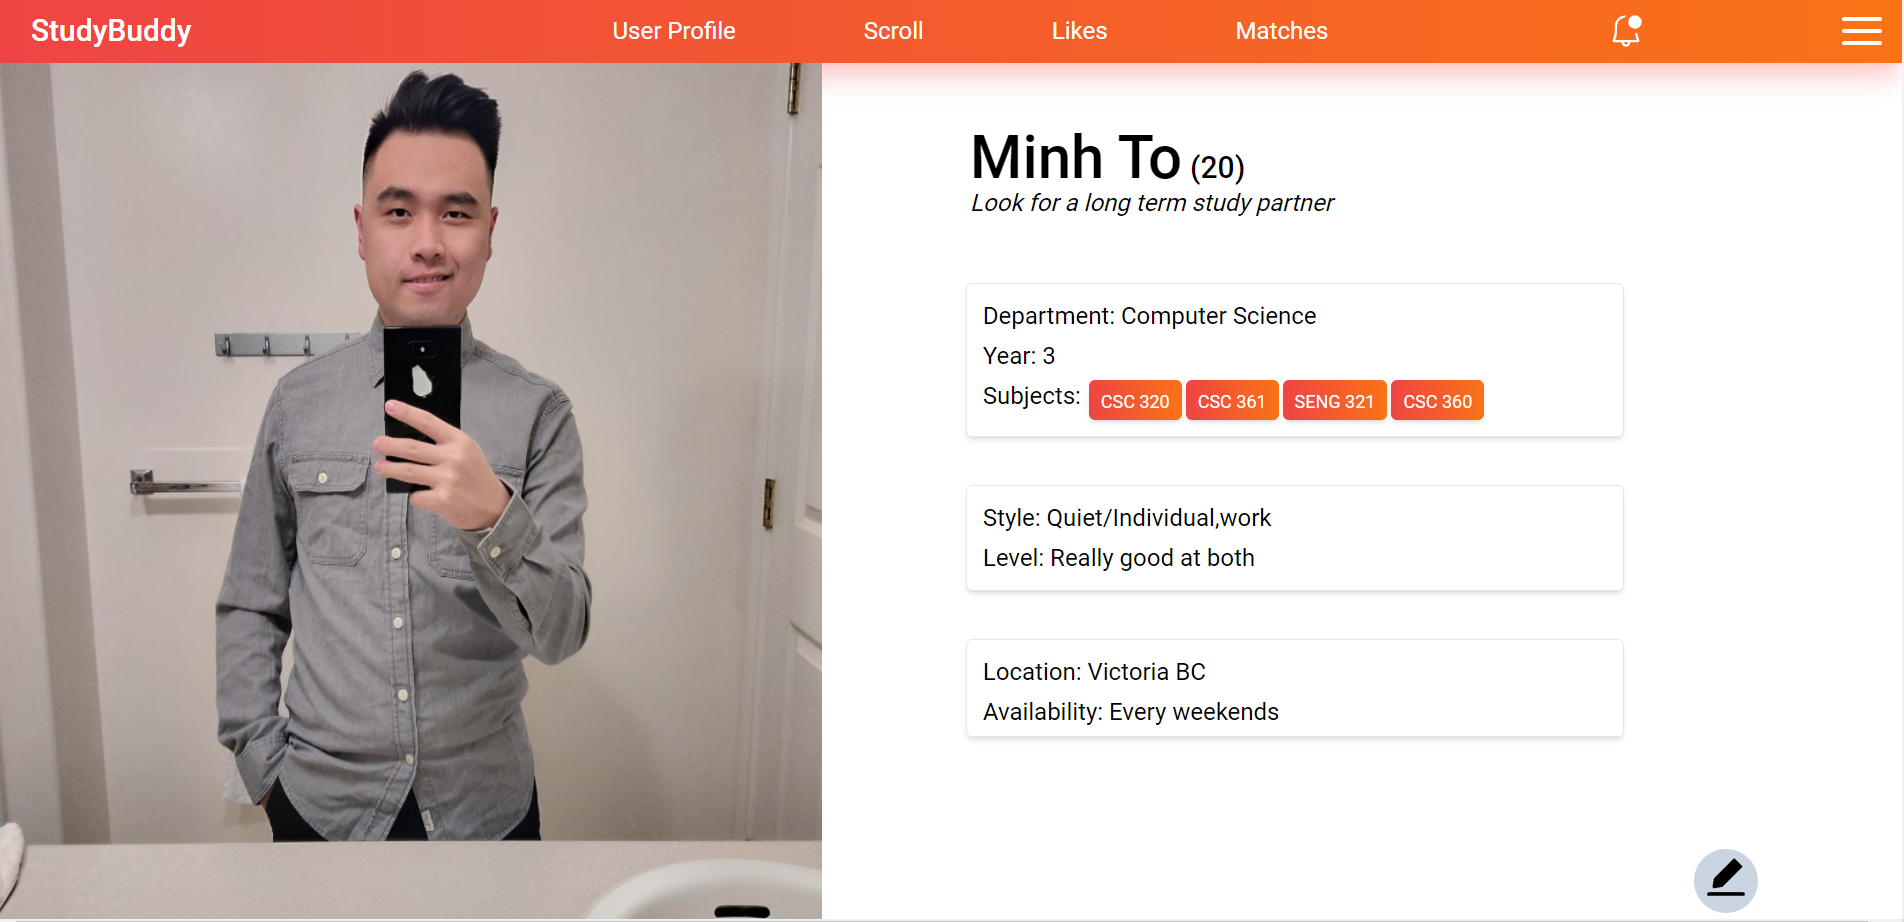 StudyBuddy User Profile Scroll Likes Matches
Minh To (20)
Look for a long term study partner
Department: Computer Science
Year: 3
Subjects: CSC 320 CSC 361 SENG 321 CSC 360
Style: Quiet/Individual,work
Level: Really good at both
Location: Victoria BC
Availability: Every weekends